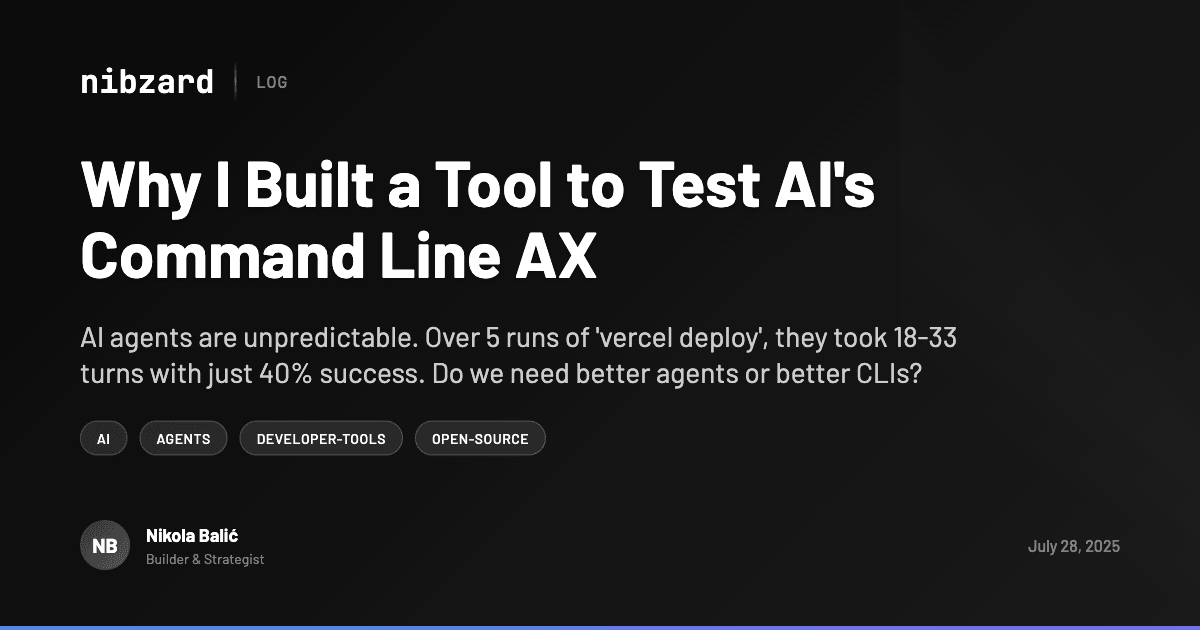 nibzard
LOG
Why I Built a Tool to Test AI's
Command Line AX
AI agents are unpredictable. Over 5 runs of 'vercel deploy', they took 18-33
turns with just 40% success. Do we need better agents or better CLIs?
AI
AGENTS
DEVELOPER-TOOLS
OPEN-SOURCE
NB
Nikola Balić
Builder & Strategist
July 28, 2025